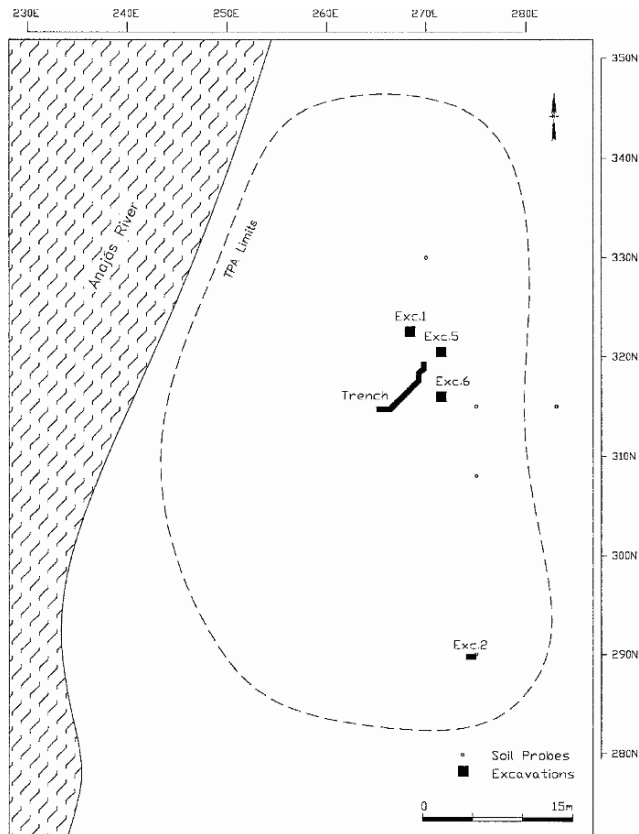 230E 240E 250E 260E 270E 280E
350N
340N
Anajás River
TPA Limits
330N
Exc.1
Exc.5
320N
Exc.6
Trench
310N
300N
Exc.2
290N
280N
Soil Probes
Excavations
0 15m